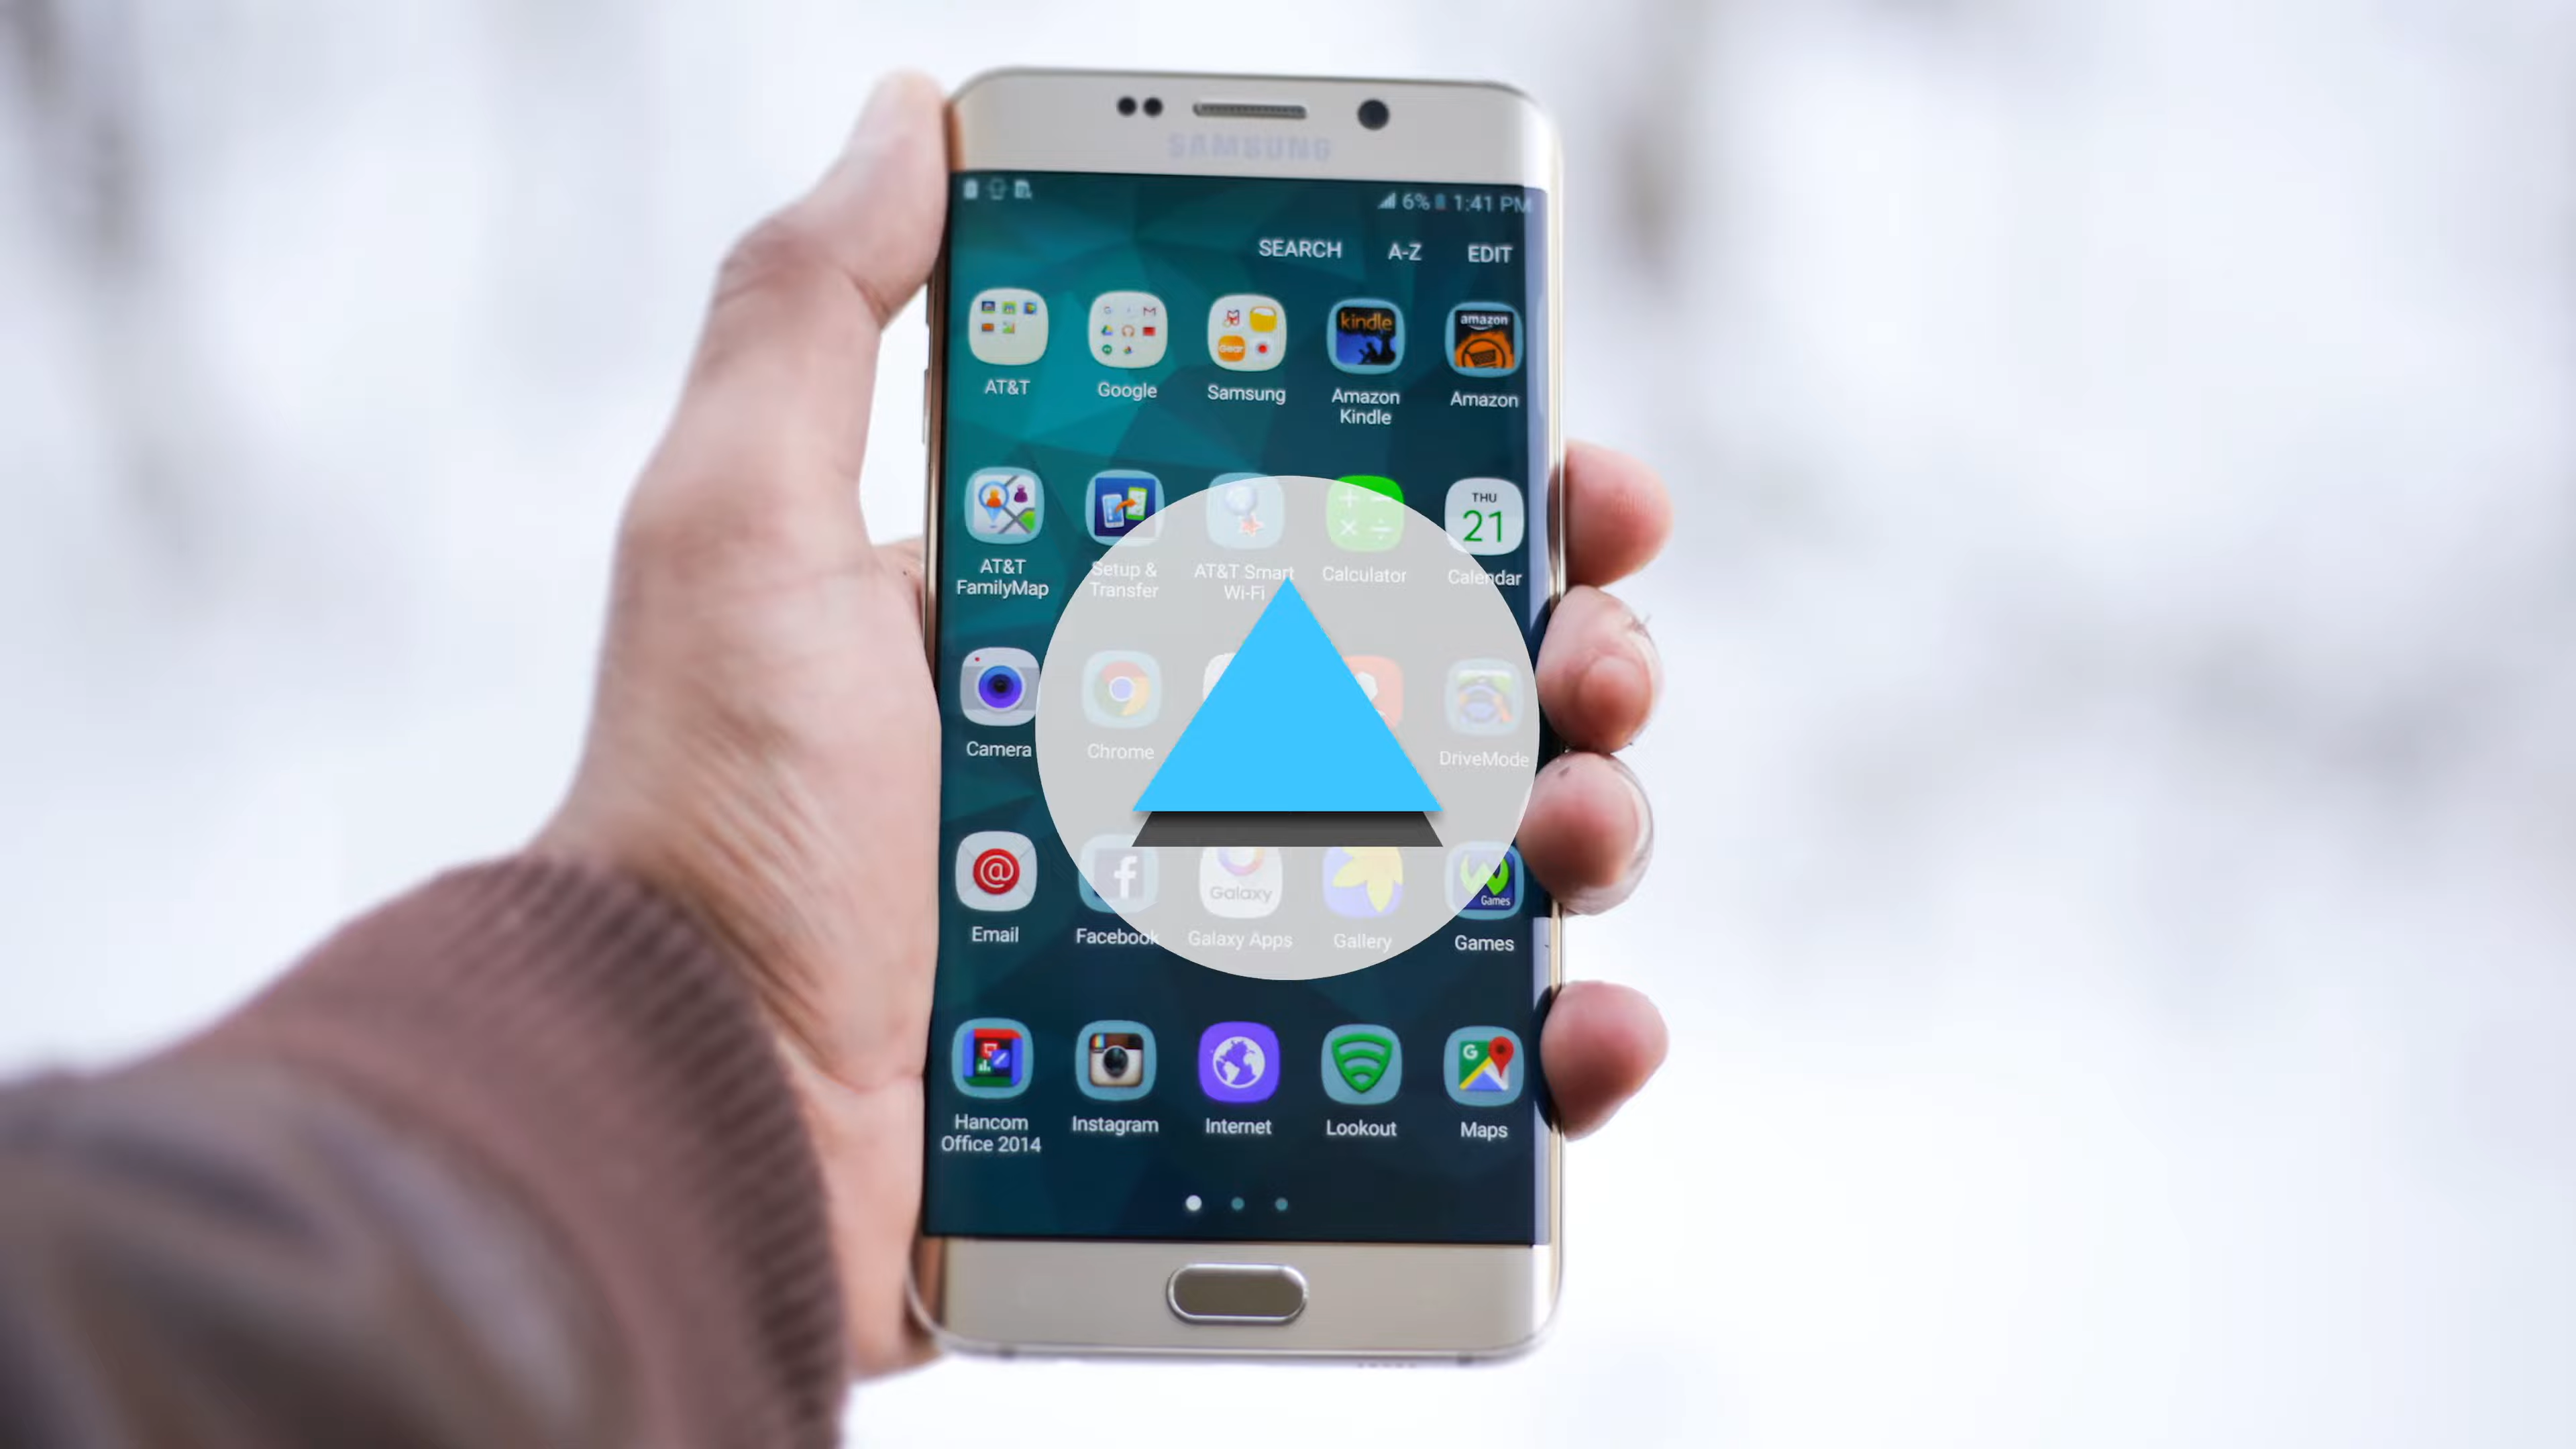 SAMSUNG
6% 1:41 PM
SEARCH A-Z EDIT
Gear
kindle
amazon
AT&T Google Samsung Amazon Kindle Amazon
+ −
× ÷
THU
21
AT&T FamilyMap Setup & Transfer AT&T Smart Wi-Fi Calculator Calendar
Camera Chrome DriveMode
@
f
Galaxy
Games
Email Facebook Galaxy Apps Gallery Games
G
Hancom Office 2014 Instagram Internet Lookout Maps